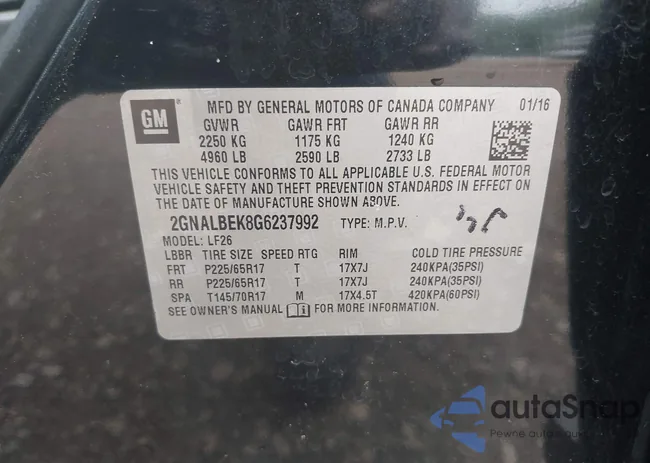 GM
MFD BY GENERAL MOTORS OF CANADA COMPANY 01/16
GVWR GAWR FRT GAWR RR
2250 KG 1175 KG 1240 KG
4960 LB 2590 LB 2733 LB
THIS VEHICLE CONFORMS TO ALL APPLICABLE U.S. FEDERAL MOTOR
VEHICLE SAFETY AND THEFT PREVENTION STANDARDS IN EFFECT ON
THE DATE OF MANUFACTURE SHOWN ABOVE.
2GNALBEK8G6237992 TYPE: M.P.V.
MODEL: LF26
LBBR TIRE SIZE SPEED RTG RIM COLD TIRE PRESSURE
FRT P225/65R17 T 17X7J 240KPA(35PSI)
RR P225/65R17 T 17X7J 240KPA(35PSI)
SPA T145/70R17 M 17X4.5T 420KPA(60PSI)
SEE OWNER'S MANUAL FOR MORE INFORMATION.
autoSnap
Pewne auta